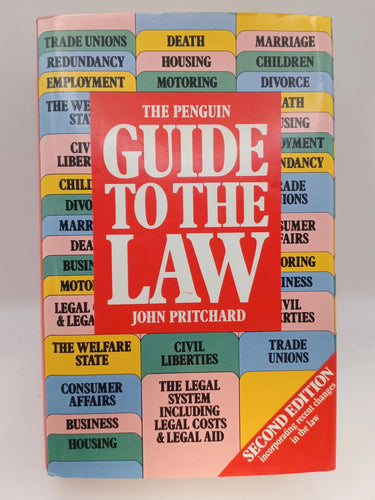 TRADE UNIONS
DEATH
MARRIAGE
REDUNDANCY
HOUSING
CHILDREN
EMPLOYMENT
MOTORING
DIVORCE
THE PENGUIN
GUIDE
TO THE
LAW
JOHN PRITCHARD
THE WELFARE
STATE
CIVIL
LIBERTIES
TRADE
UNIONS
CONSUMER
AFFAIRS
THE LEGAL
SYSTEM
INCLUDING
LEGAL COSTS
& LEGAL AID
BUSINESS
HOUSING
SECOND EDITION
incorporating recent changes
in the law